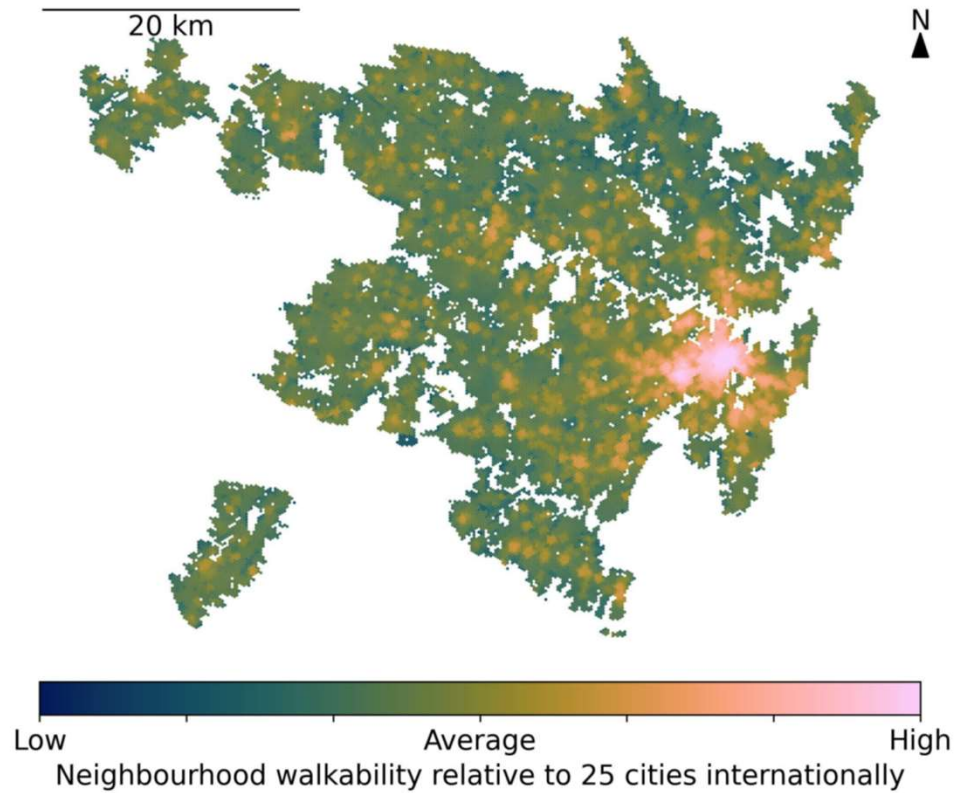 20 km
N
Low Average High
Neighbourhood walkability relative to 25 cities internationally